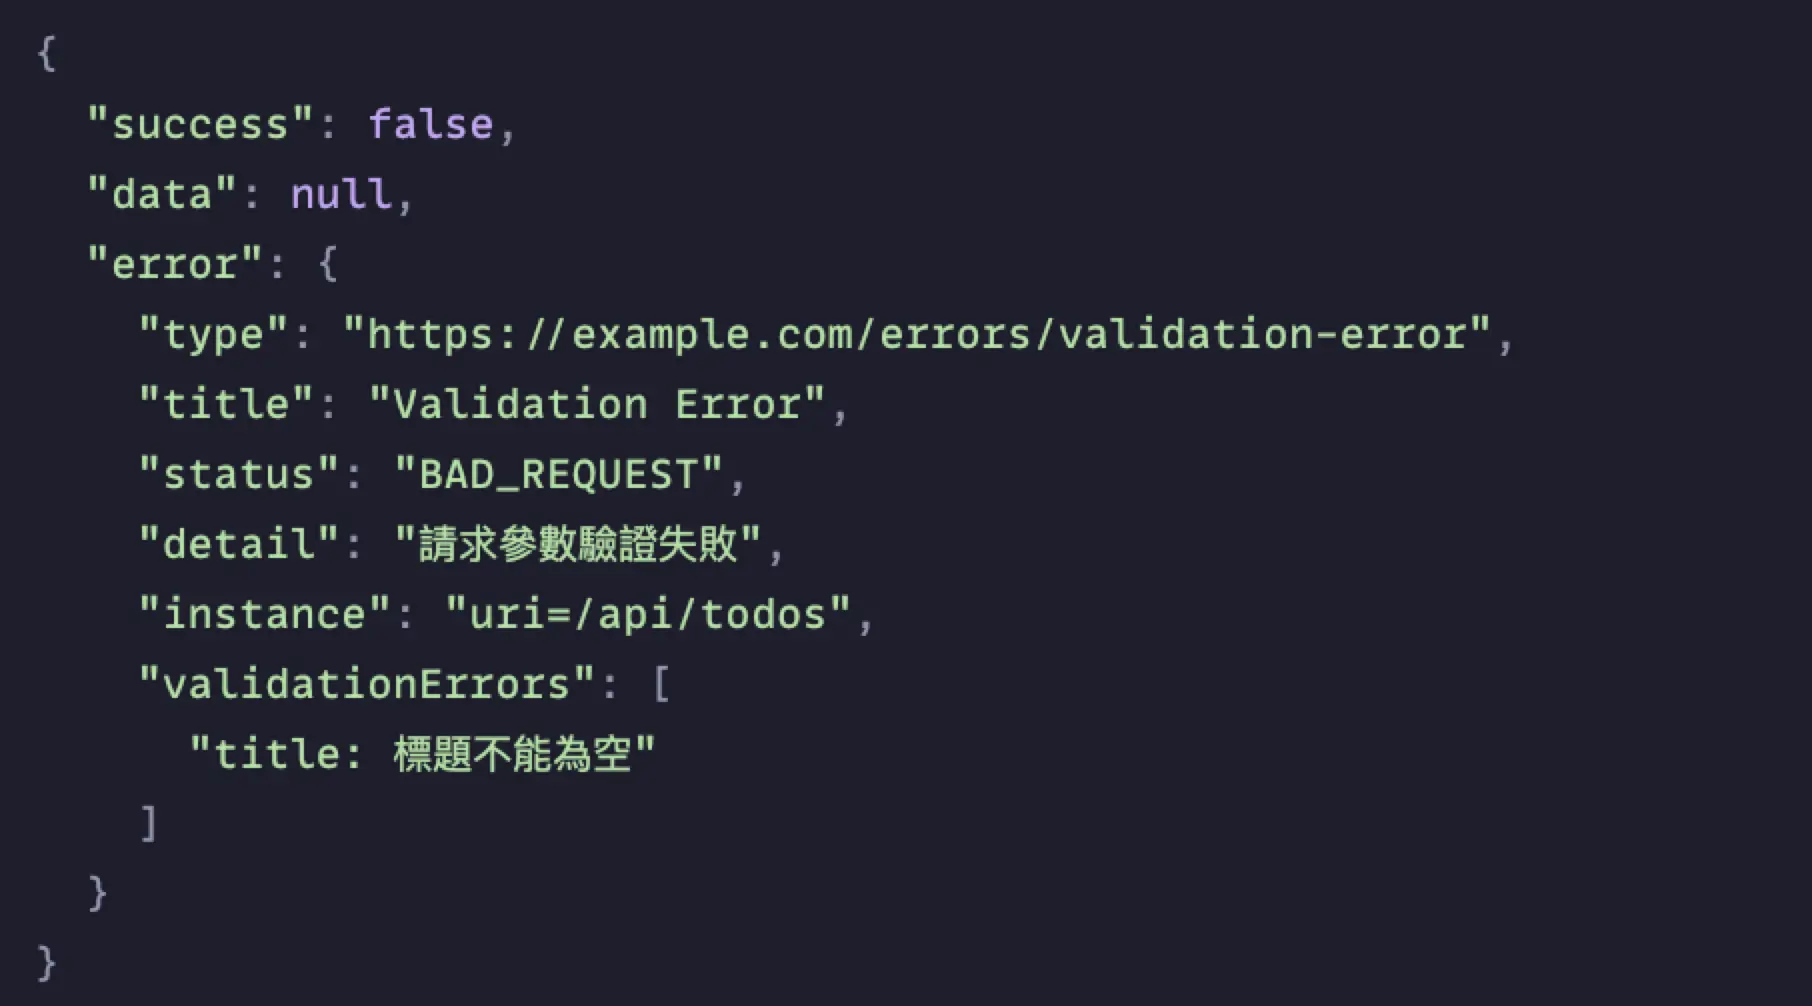 {
  "success": false,
  "data": null,
  "error": {
    "type": "https://example.com/errors/validation-error",
    "title": "Validation Error",
    "status": "BAD_REQUEST",
    "detail": "請求參數驗證失敗",
    "instance": "uri=/api/todos",
    "validationErrors": [
      "title: 標題不能為空"
    ]
  }
}